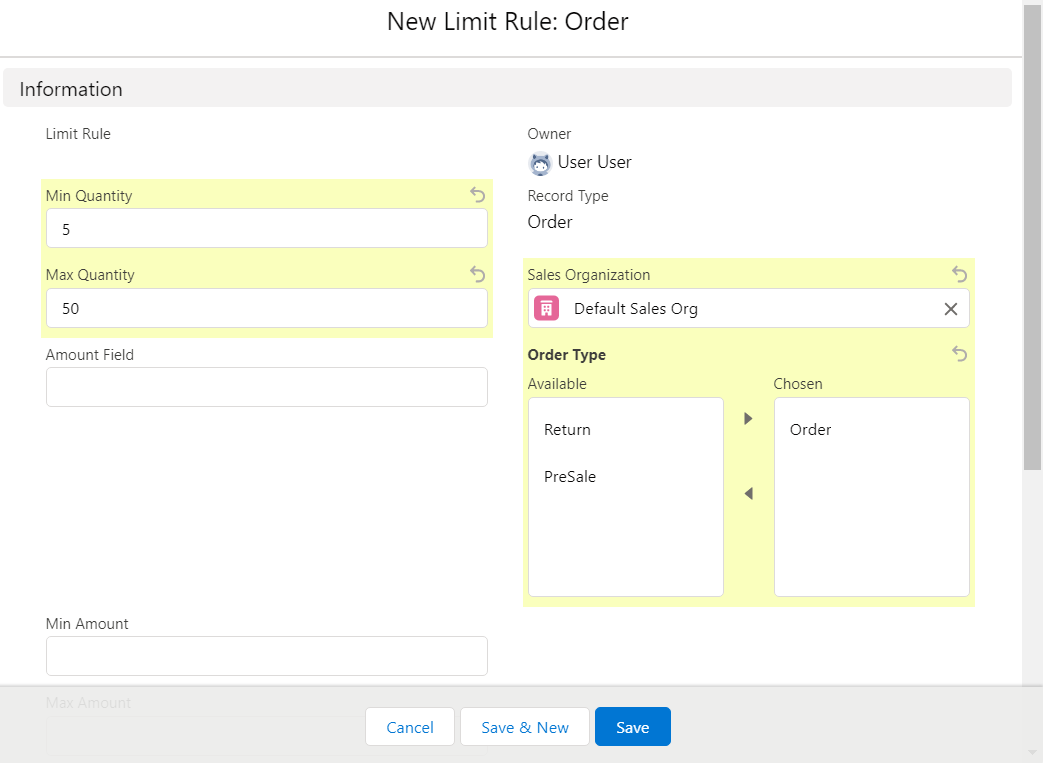 New Limit Rule: Order
Information
Limit Rule
Owner
User User
Min Quantity
5
Record Type
Order
Max Quantity
50
Sales Organization
Default Sales Org
Amount Field
Order Type
Available
Chosen
Return
PreSale
Order
Min Amount
Max Amount
Cancel
Save & New
Save